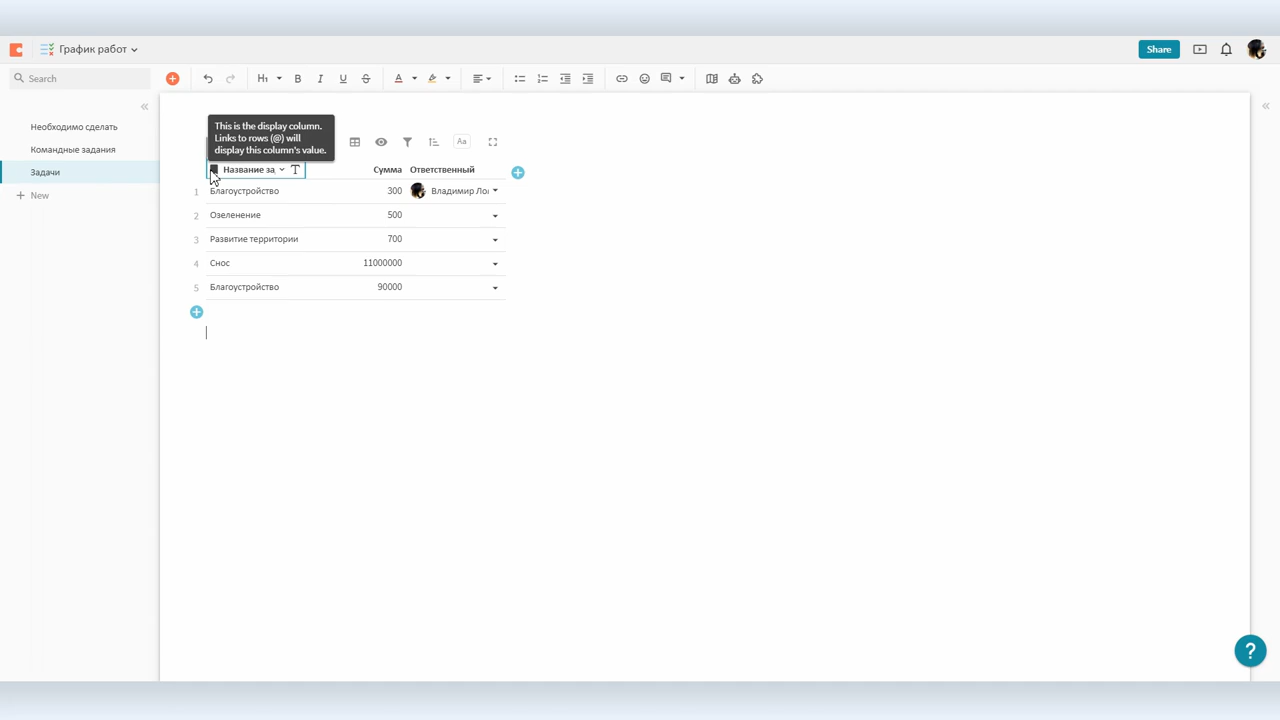 График работ
Share
Search
H1
B
I
U
S
A
Aa
Необходимо сделать
Командные задания
Задачи
New
This is the display column.
Links to rows (@) will
display this column's value.
Название за
Сумма
Ответственный
1 Благоустройство 300 Владимир Ло
2 Озеленение 500
3 Развитие территории 700
4 Снос 11000000
5 Благоустройство 90000
?